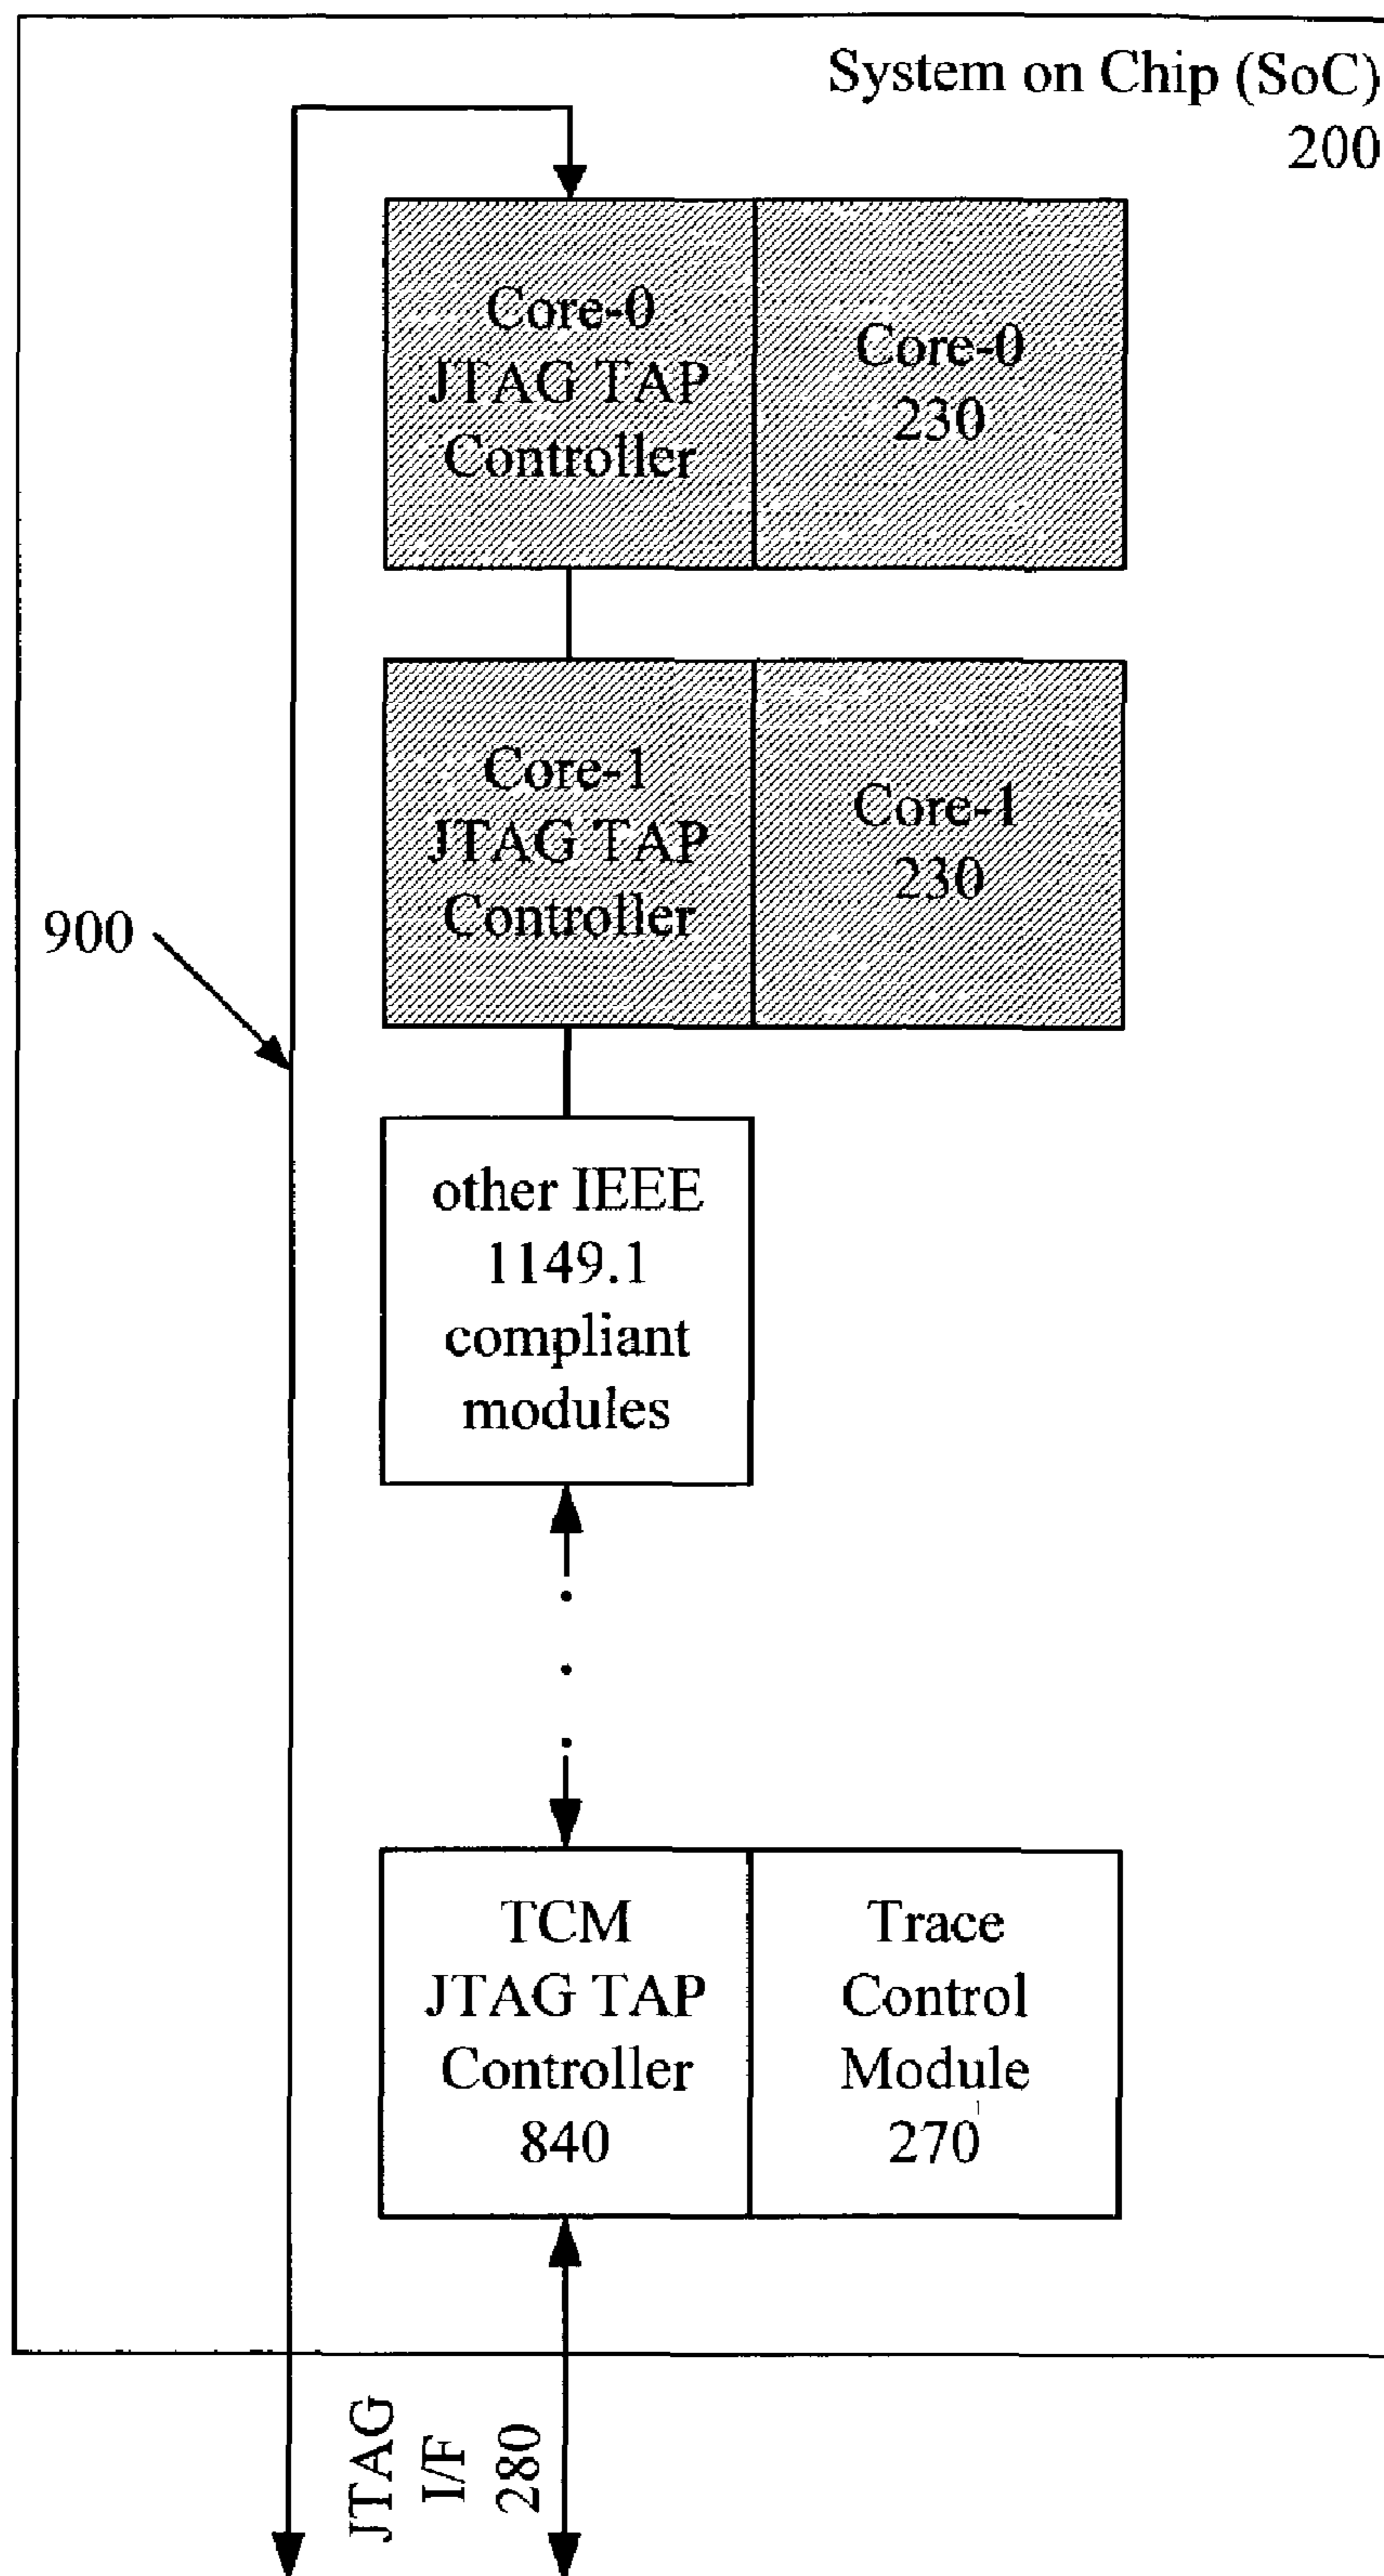 System on Chip (SoC)
200
Core-0
JTAG TAP
Controller
Core-0
230
Core-1
JTAG TAP
Controller
Core-1
230
900
other IEEE
1149.1
compliant
modules
TCM
JTAG TAP
Controller
840
Trace
Control
Module
270
JTAG
I/F
280